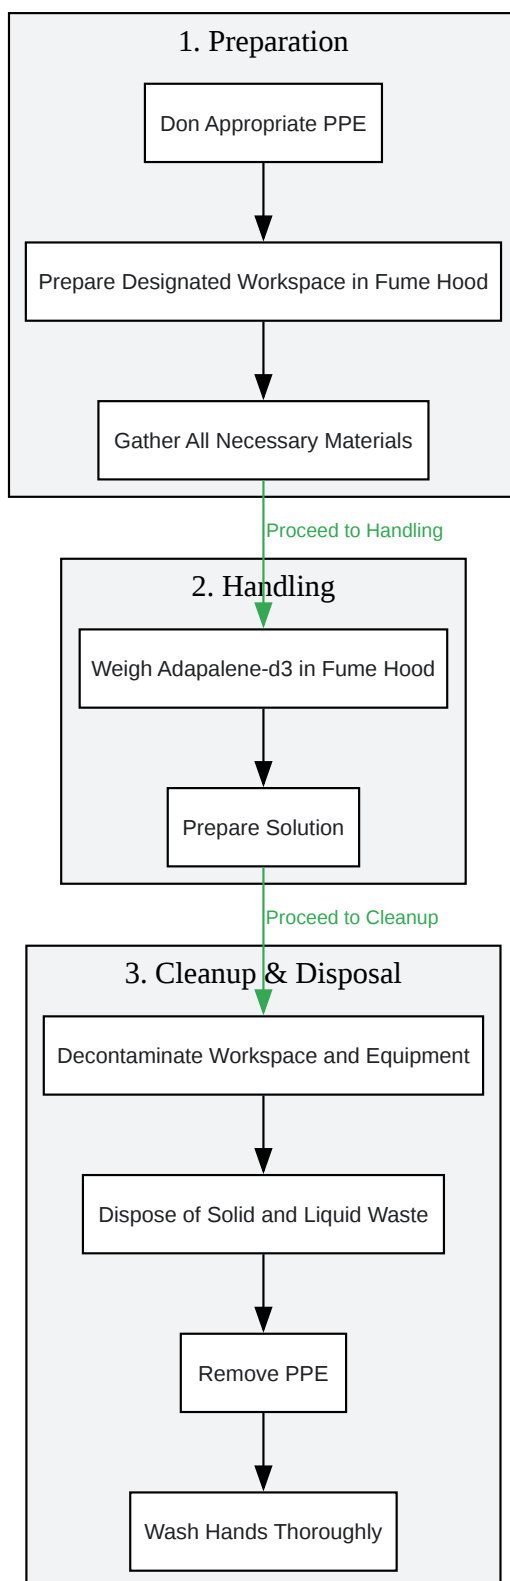 1. Preparation
Don Appropriate PPE
Prepare Designated Workspace in Fume Hood
Gather All Necessary Materials
Proceed to Handling
2. Handling
Weigh Adapalene-d3 in Fume Hood
Prepare Solution
Proceed to Cleanup
3. Cleanup & Disposal
Decontaminate Workspace and Equipment
Dispose of Solid and Liquid Waste
Remove PPE
Wash Hands Thoroughly